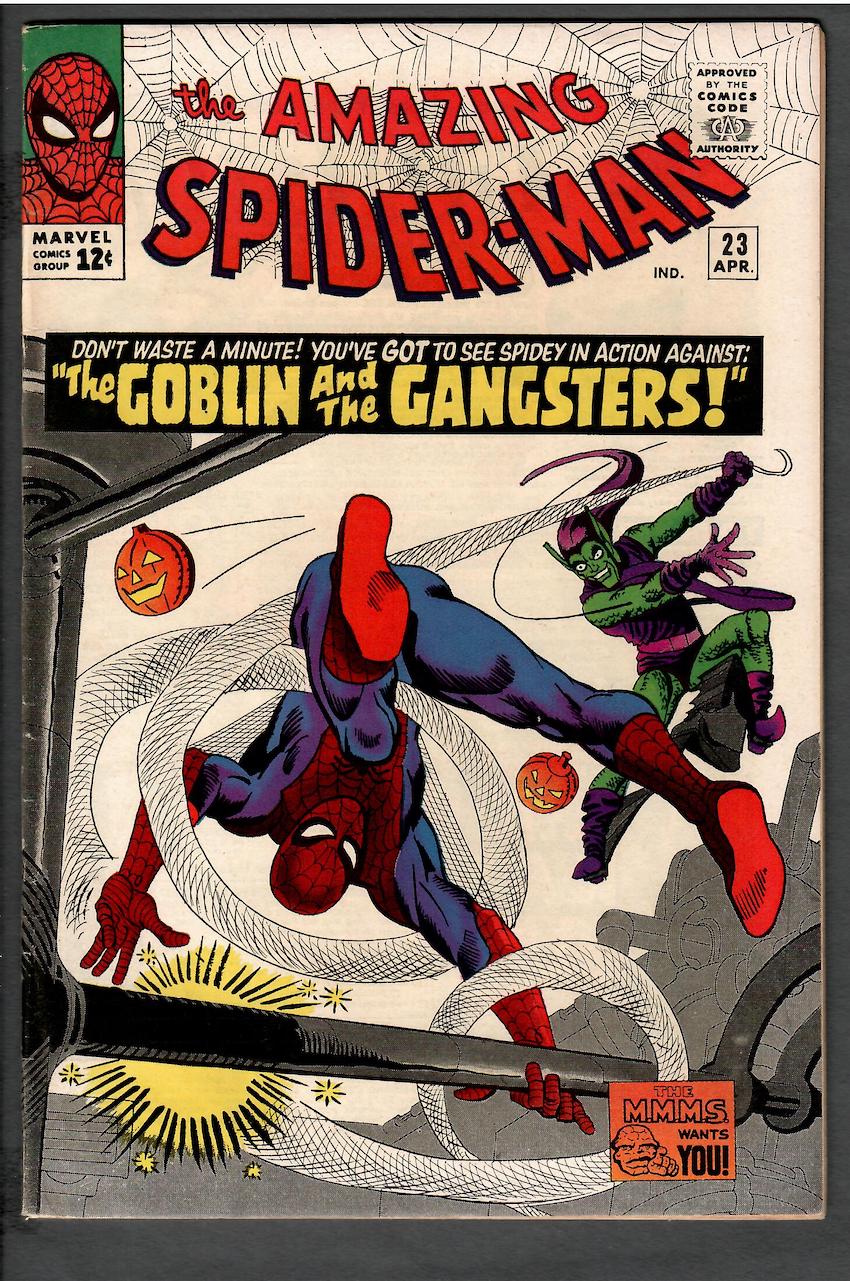 the AMAZING
SPIDER-MAN
APPROVED
BY THE
COMICS
CODE
CA
AUTHORITY
MARVEL
COMICS
GROUP 12¢
IND.
23
APR.
DON'T WASTE A MINUTE! YOU'VE GOT TO SEE SPIDEY IN ACTION AGAINST:
"The GOBLIN And The GANGSTERS!"
THE
M.M.M.S.
WANTS
YOU!